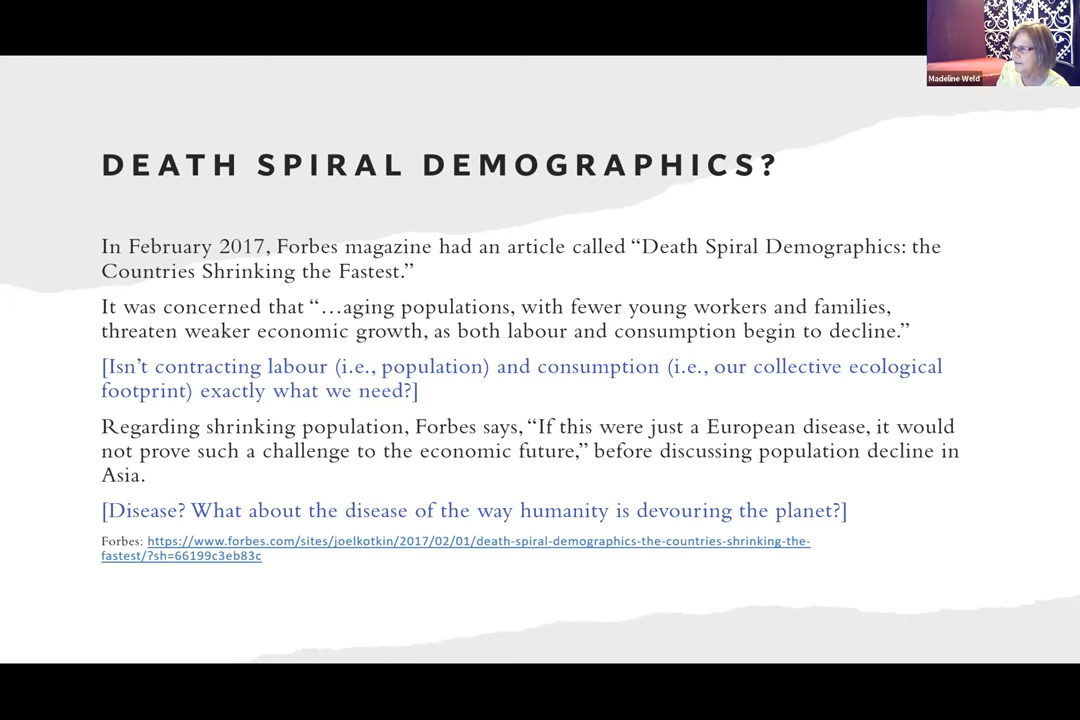 Madeline Weld
DEATH SPIRAL DEMOGRAPHICS?
In February 2017, Forbes magazine had an article called “Death Spiral Demographics: the
Countries Shrinking the Fastest.”
It was concerned that “…aging populations, with fewer young workers and families,
threaten weaker economic growth, as both labour and consumption begin to decline.”
[Isn’t contracting labour (i.e., population) and consumption (i.e., our collective ecological
footprint) exactly what we need?]
Regarding shrinking population, Forbes says, “If this were just a European disease, it would
not prove such a challenge to the economic future,” before discussing population decline in
Asia.
[Disease? What about the disease of the way humanity is devouring the planet?]
Forbes: https://www.forbes.com/sites/joelkotkin/2017/02/01/death-spiral-demographics-the-countries-shrinking-the-
fastest/?sh=66199c3eb83c